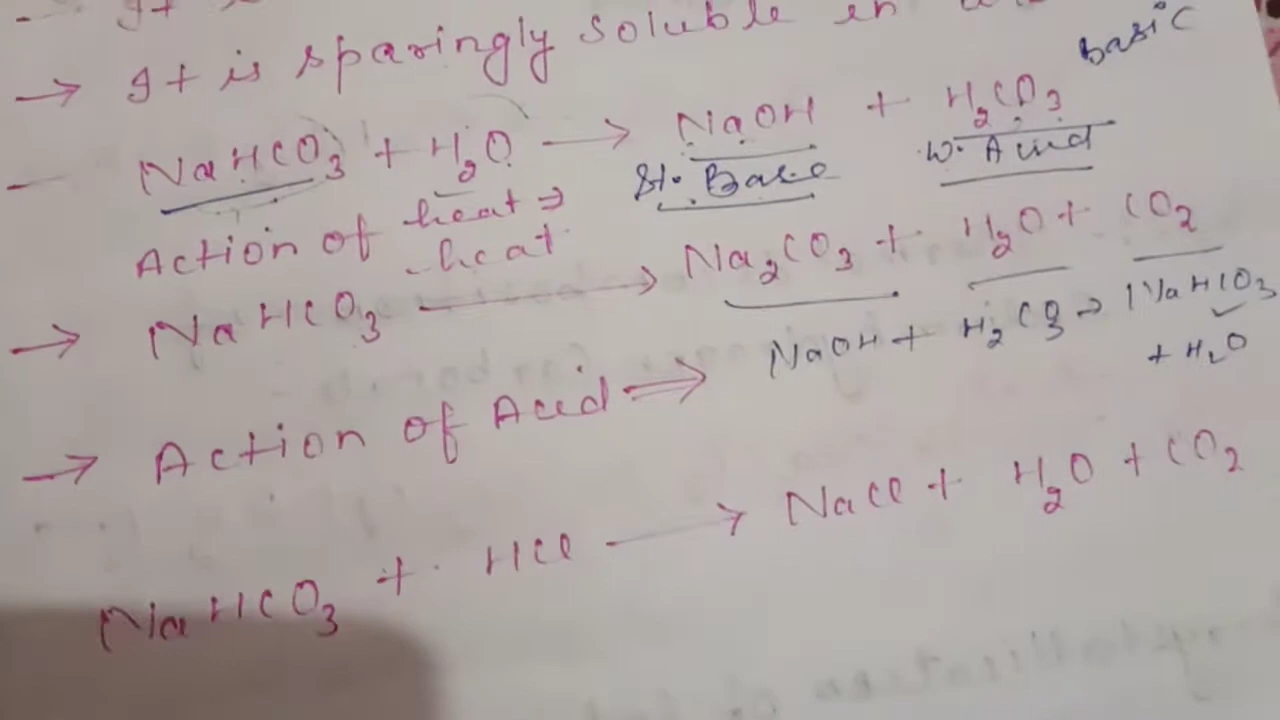 → It is sparingly soluble in
basic
— NaHCO₃ + H₂O → NaOH + H₂CO₃
St. Base W. Acid
Action of heat ⇒
→ NaHCO₃ heat → Na₂CO₃ + H₂O + CO₂
NaOH + H₂CO₃ → NaHCO₃
+ H₂O
→ Action of Acid ⇒
NaHCO₃ + HCl → NaCl + H₂O + CO₂